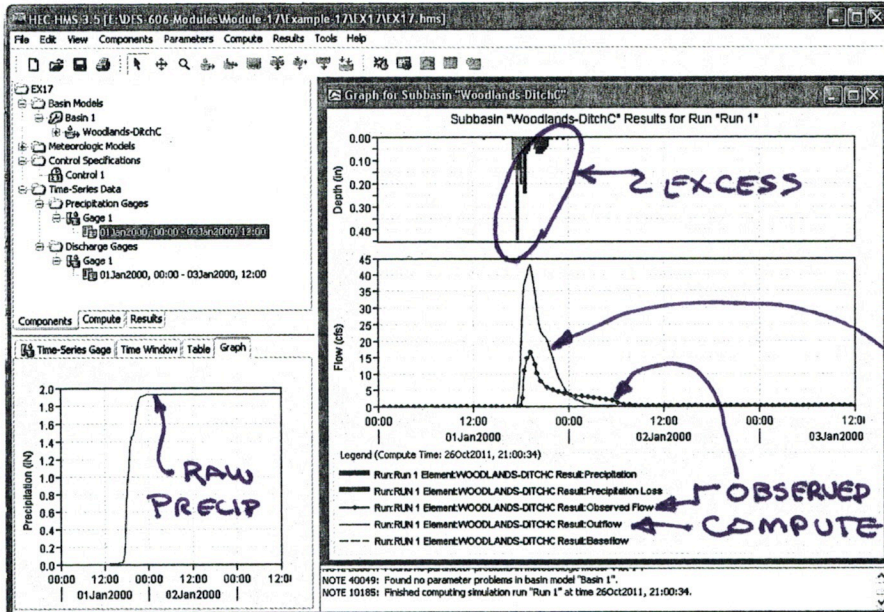 HEC-HMS 3.5 [E:\DES-606-Modules\Module-17\Example-17\EX17\EX17.hms]
File Edit View Components Parameters Compute Results Tools Help
EX17
Basin Models
Basin 1
Woodlands-DitchC
Meteorologic Models
Control Specifications
Control 1
Time-Series Data
Precipitation Gages
Gage 1
01Jan2000, 00:00 - 03Jan2000, 12:00
Discharge Gages
Gage 1
01Jan2000, 00:00 - 03Jan2000, 12:00
Components Compute Results
Time-Series Gage Time Window Table Graph
Precipitation (IN)
2.0
1.8
1.6
1.4
1.2
1.0
0.8
0.6
0.4
0.2
0.0
RAW
PRECIP
00:00 12:00 00:00 12:00
01Jan2000 02Jan2000
Graph for Subbasin "Woodlands-DitchC"
Subbasin "Woodlands-DitchC" Results for Run "Run 1"
Depth (in)
0.00
0.10
0.20
0.30
0.40
EXCESS
Flow (cfs)
45
40
35
30
25
20
15
10
5
0
00:00 12:00 00:00 12:00 00:00 12:00
01Jan2000 02Jan2000 03Jan2000
Legend (Compute Time: 26Oct2011, 21:00:34)
Run:Run 1 Element:WOODLANDS-DITCHC Result:Precipitation
Run:RUN 1 Element:WOODLANDS-DITCHC Result:Precipitation Loss
Run:RUN 1 Element:WOODLANDS-DITCHC Result:Observed Flow
Run:RUN 1 Element:WOODLANDS-DITCHC Result:Outflow
Run:RUN 1 Element:WOODLANDS-DITCHC Result:Baseflow
OBSERVED
COMPUTE
NOTE 40049: Found no parameter problems in basin model "Basin 1".
NOTE 10185: Finished computing simulation run "Run 1" at time 26Oct2011, 21:00:34.